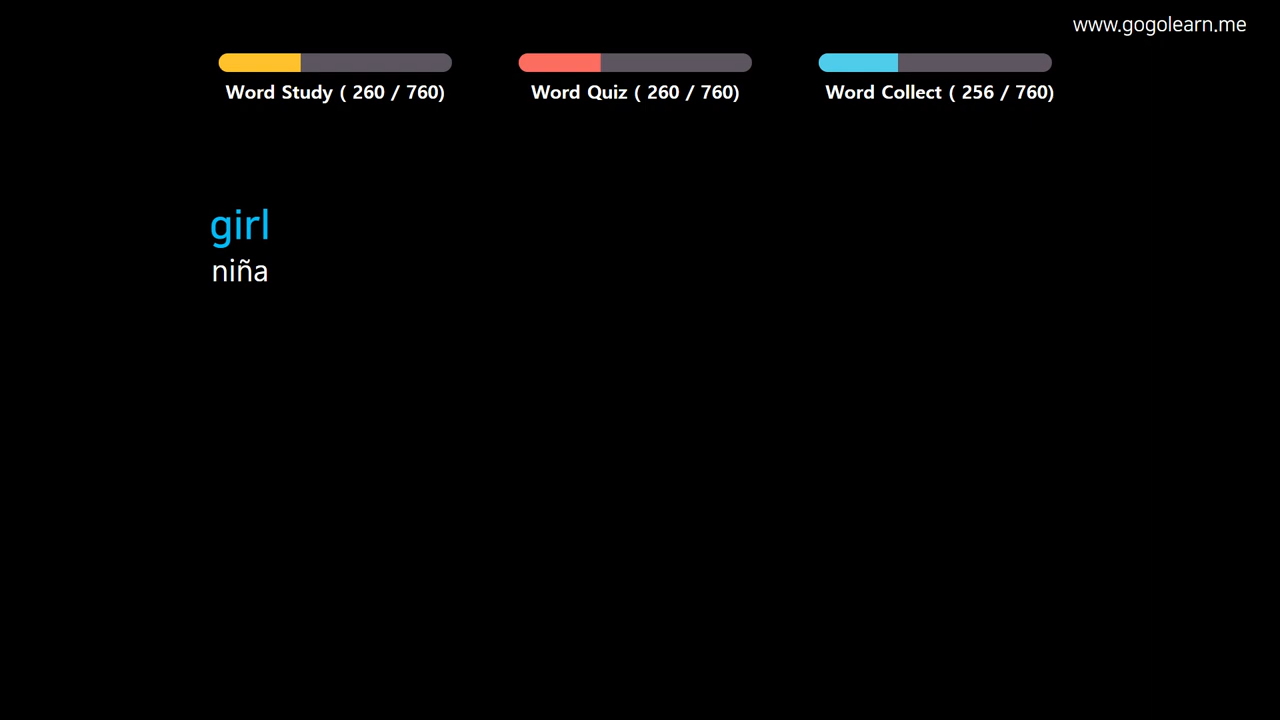 www.gogolearn.me
Word Study ( 260 / 760)
Word Quiz ( 260 / 760)
Word Collect ( 256 / 760)
girl
niña